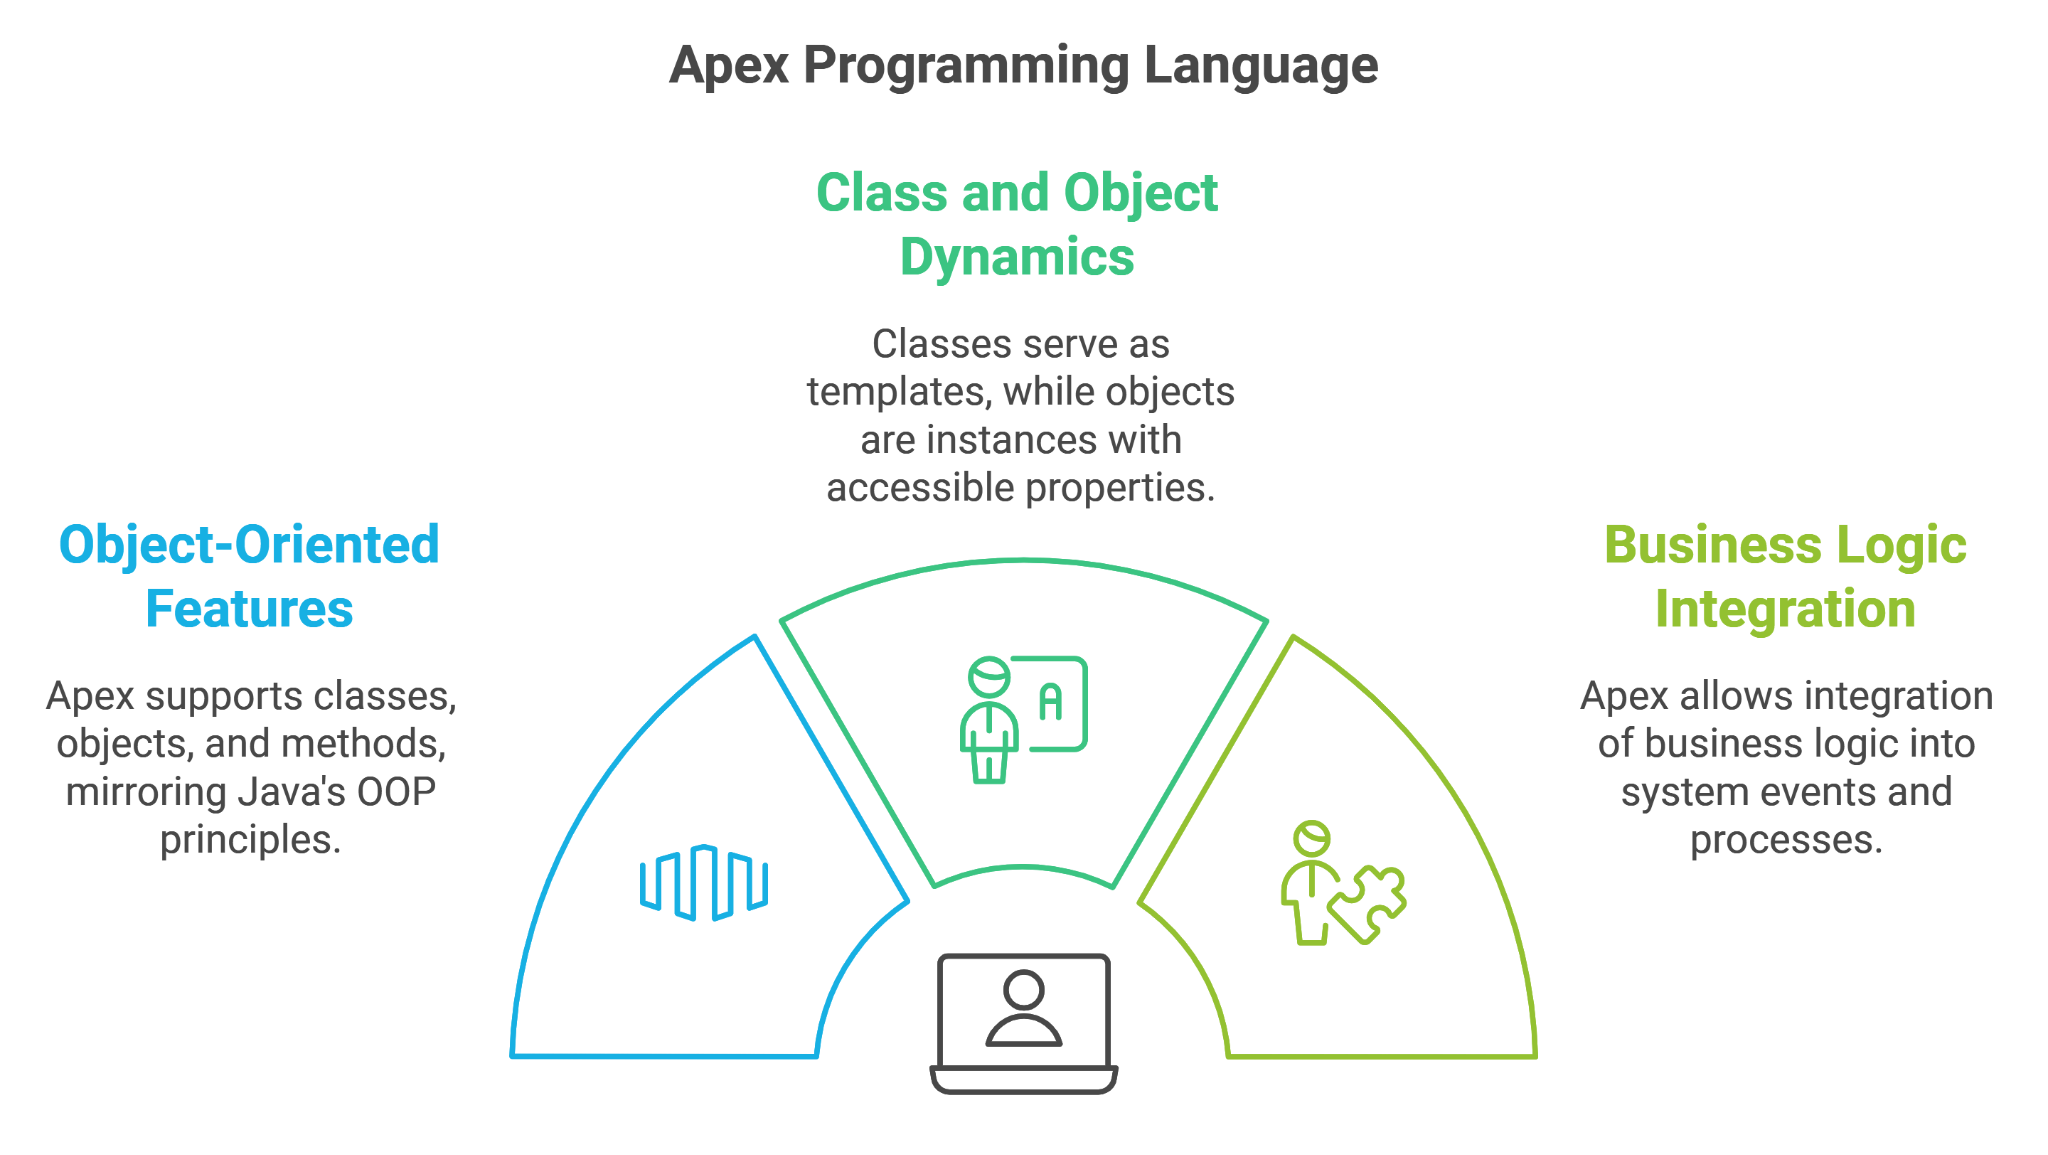 Apex Programming Language
Class and Object
Dynamics
Classes serve as
templates, while objects
are instances with
accessible properties.
Object-Oriented
Features
Apex supports classes,
objects, and methods,
mirroring Java's OOP
principles.
Business Logic
Integration
Apex allows integration
of business logic into
system events and
processes.
A